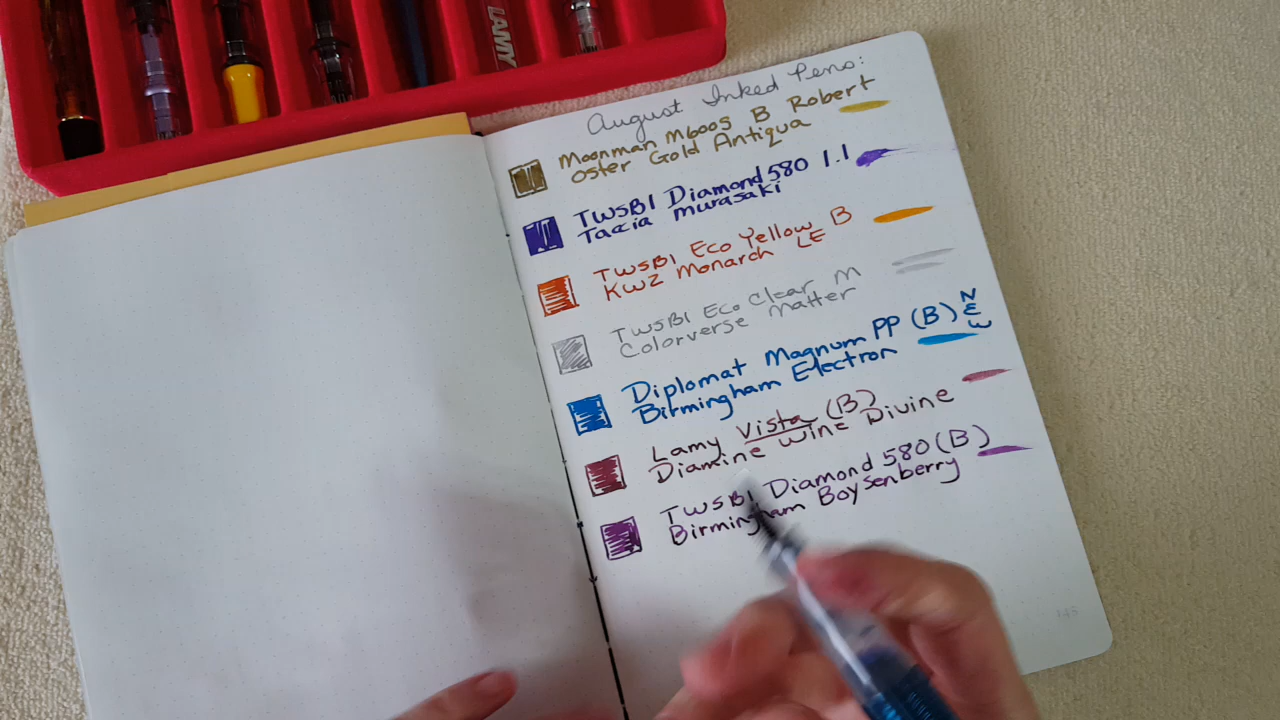 LAMY
August Inked Pens:
Moonman M600S B Robert
Oster Gold Antiqua
TWSBI Diamond 580 1.1
Taccia Murasaki
TWSBI Eco Yellow B
KWZ Monarch LE
TWSBI Eco Clear M
Colorverse Matter
Diplomat Magnum PP (B) NEW
Birmingham Electron
Lamy Vista (B)
Diamine Wine Divine
TWSBI Diamond 580 (B)
Birmingham Boysenberry
145